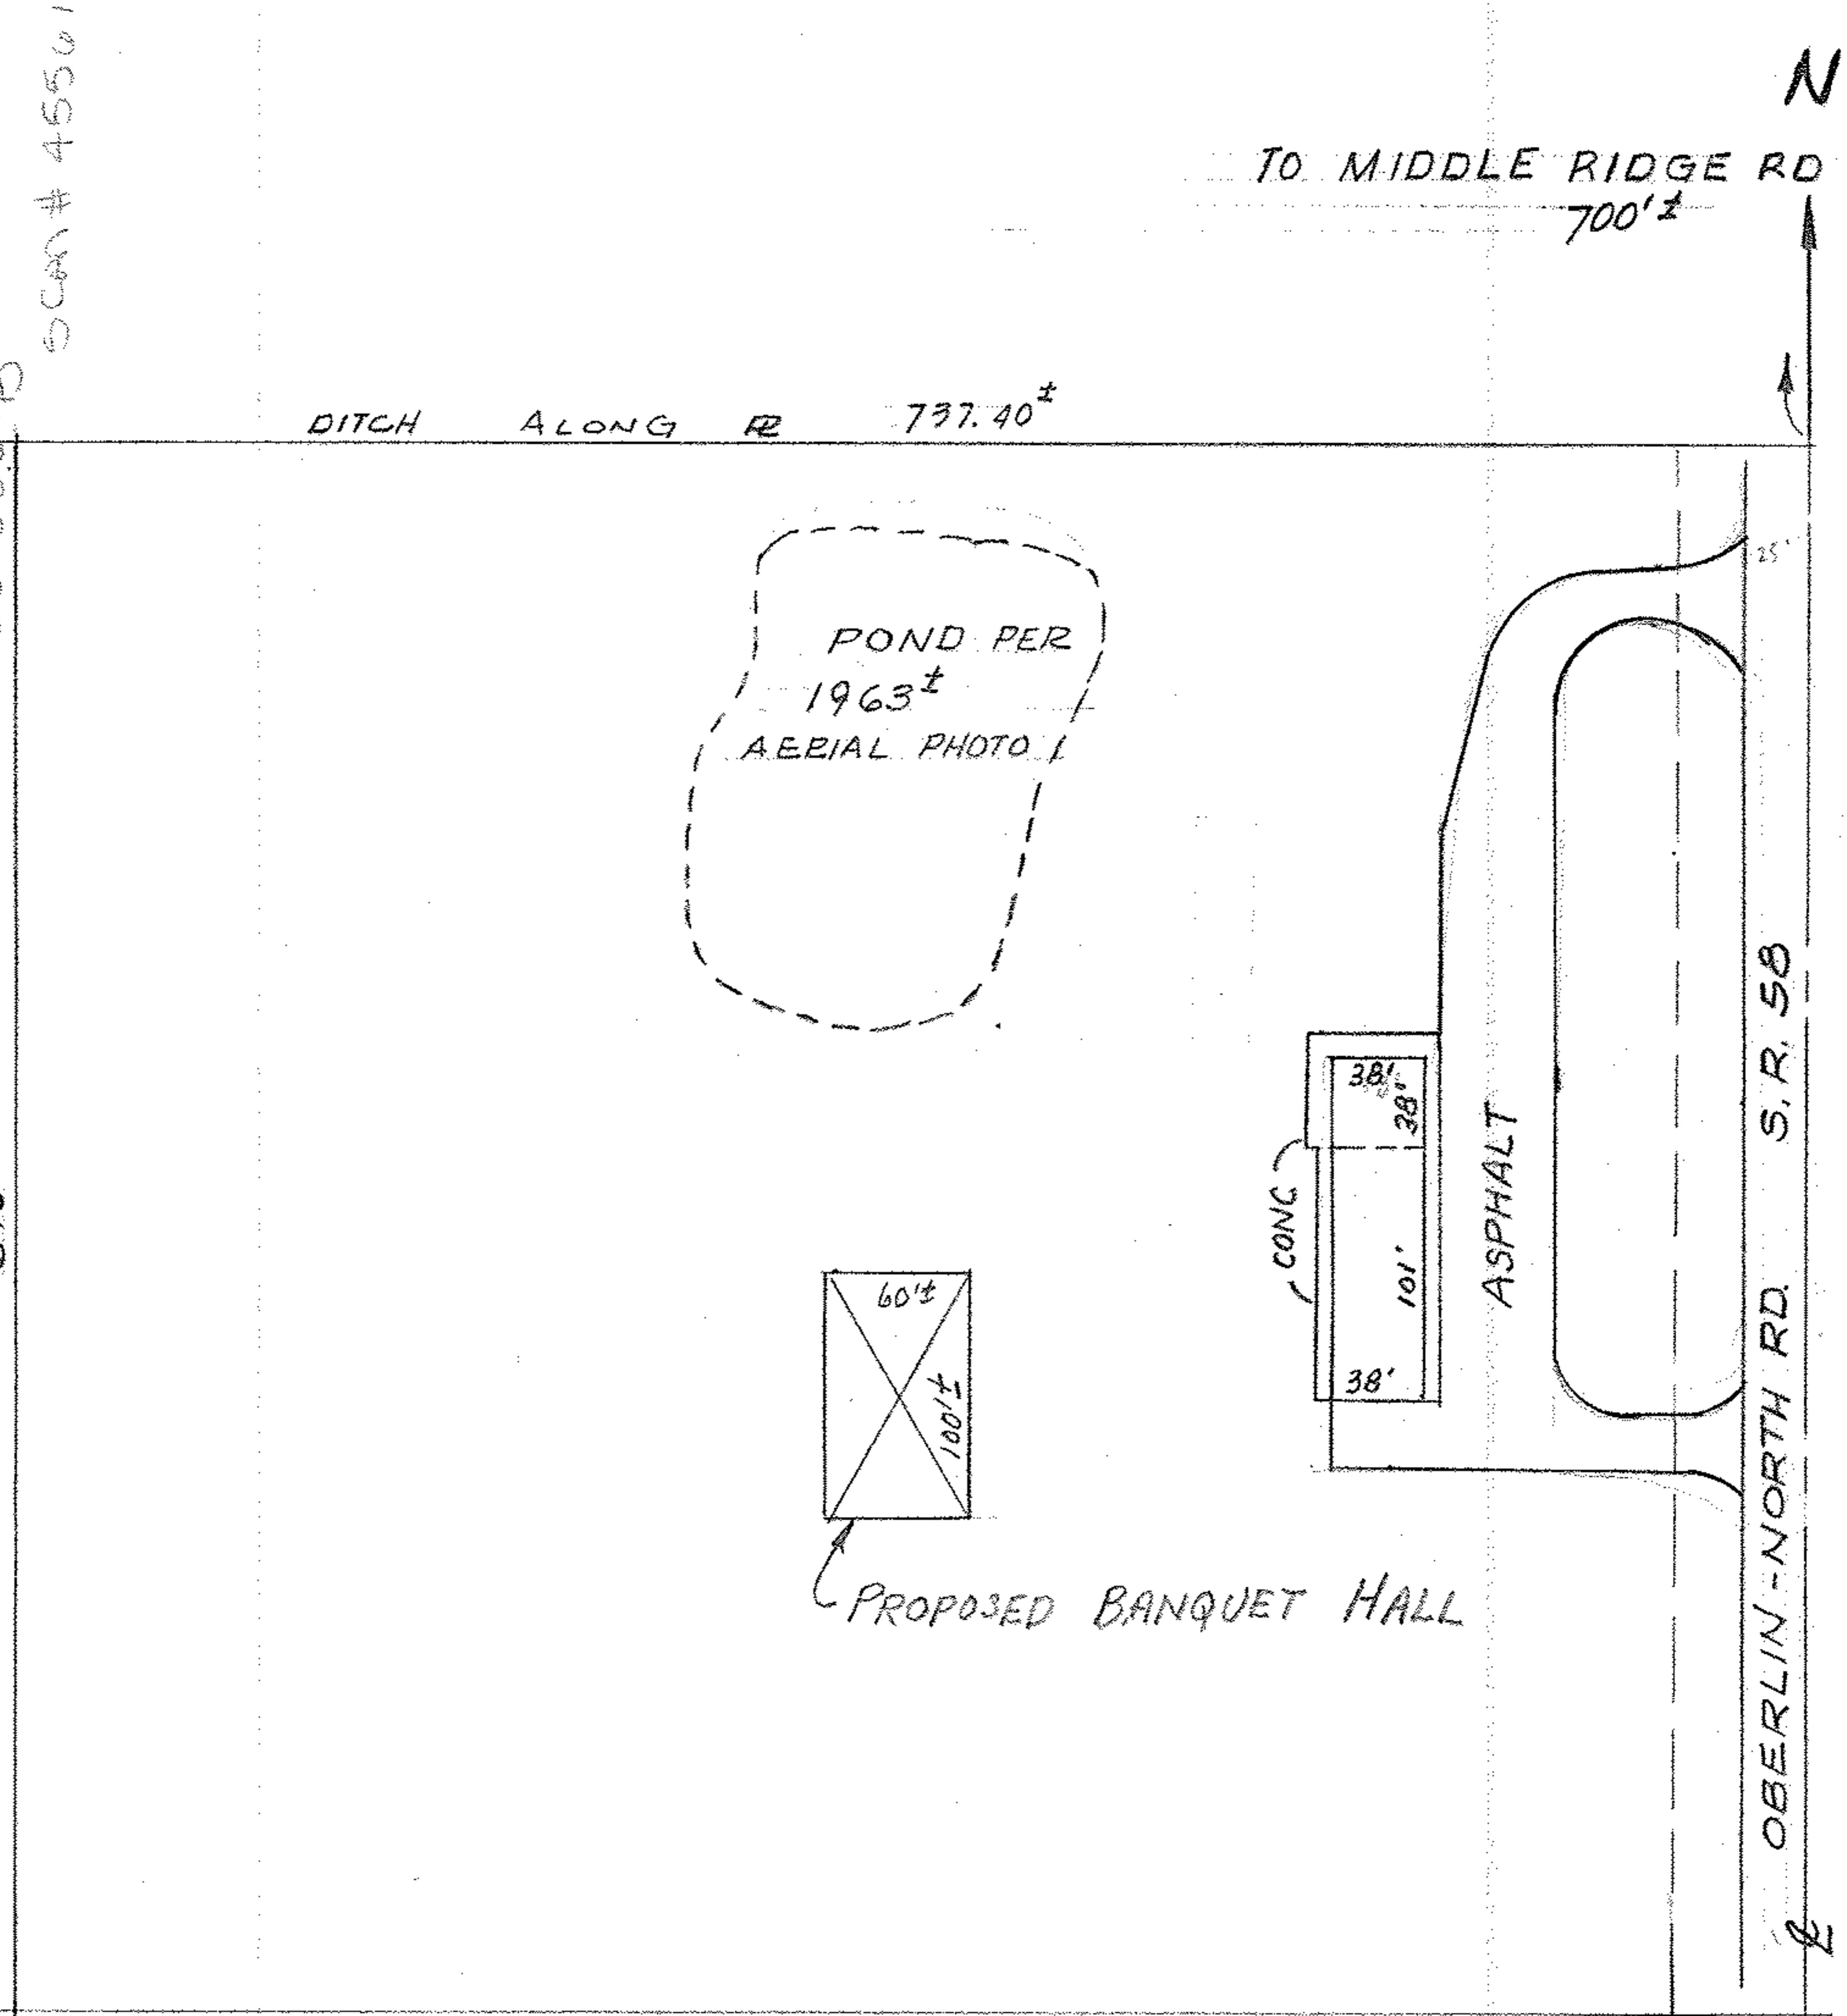 N
TO MIDDLE RIDGE RD
700'±
DITCH ALONG ℄ 737.40±
25'
POND PER
1963±
AERIAL PHOTO
38'
38'
CONC
101'
38'
ASPHALT
60'±
100'±
PROPOSED BANQUET HALL
OBERLIN-NORTH RD. S.R. 58
℄